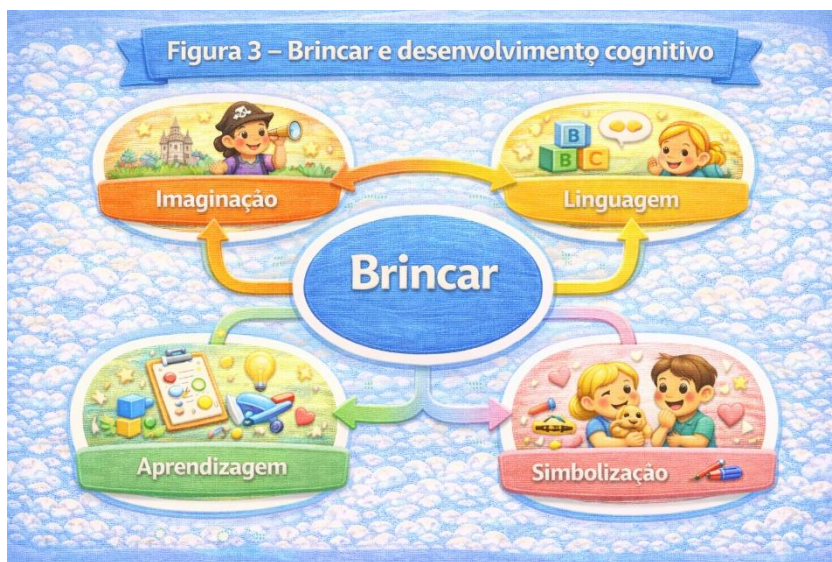 Figura 3 – Brincar e desenvolvimento cognitivo
Imaginação
Linguagem
B
B C
Brincar
Aprendizagem
Simbolização